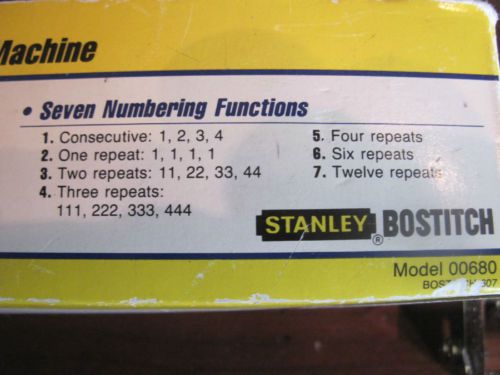 Machine
• Seven Numbering Functions
1. Consecutive: 1, 2, 3, 4
2. One repeat: 1, 1, 1, 1
3. Two repeats: 11, 22, 33, 44
4. Three repeats:
111, 222, 333, 444
5. Four repeats
6. Six repeats
7. Twelve repeats
STANLEY® BOSTITCH
Model 00680